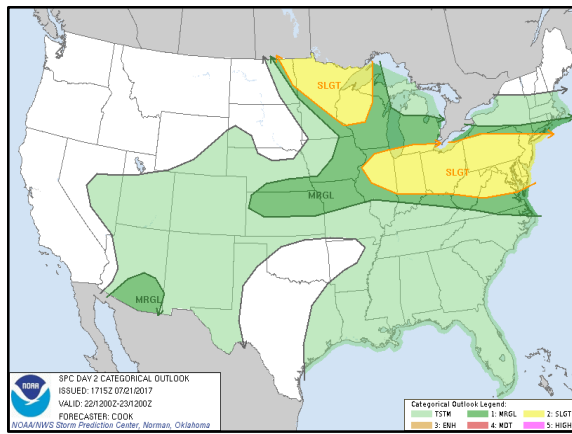 SLGT
SLGT
MRGL
MRGL
NOAA
SPC DAY 2 CATEGORICAL OUTLOOK
ISSUED: 1715Z 07/21/2017
VALID: 22/1200Z-23/1200Z
FORECASTER: COOK
NOAA/NWS Storm Prediction Center, Norman, Oklahoma
Categorical Outlook Legend:
TSTM 1: MRGL 2: SLGT
3: ENH 4: MDT 5: HIGH